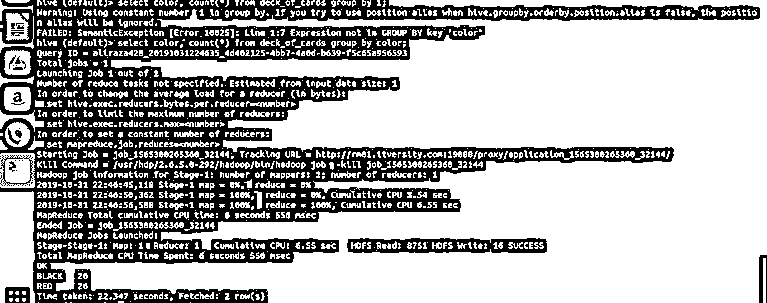 hive (default)> select color, count(*) from deck_of_cards group by 1;
Warning: Using constant number 1 in group by. If you try to use position alias when hive.groupby.orderby.position.alias is false, the positio
n alias will be ignored.
FAILED: SemanticException [Error 10025]: Line 1:7 Expression not in GROUP BY key 'color'
hive (default)> select color, count(*) from deck_of_cards group by color;
Query ID =
Total jobs = 1
Launching Job 1 out of 1
Number of reduce tasks not specified. Estimated from input data size: 1
In order to change the average load for a reducer (in bytes):
set hive.exec.reducers.bytes.per.reducer=<number>
In order to limit the maximum number of reducers:
set hive.exec.reducers.max=<number>
In order to set a constant number of reducers:
set mapreduce.job.reduces=<number>
Starting Job = job_1565300265360_32144, Tracking URL = http://rm01.itversity.com:19088/proxy/application_1565300265360_32144/
Kill Command = /usr/hdp/2.6.5.0-292/hadoop/bin/hadoop job -kill job_1565300265360_32144
Hadoop job information for Stage-1: number of mappers: 2; number of reducers: 1
2019-10-31 22:46:45,118 Stage-1 map = 0%, reduce = 0%
2019-10-31 22:46:50,362 Stage-1 map = 100%, reduce = 0%, Cumulative CPU 3.54 sec
2019-10-31 22:46:56,588 Stage-1 map = 100%, reduce = 100%, Cumulative CPU 6.55 sec
MapReduce Total cumulative CPU time: 6 seconds 550 msec
Ended Job = job_1565300265360_32144
MapReduce Jobs Launched:
Stage-Stage-1: Map: 1 Reduce: 1 Cumulative CPU: 6.55 sec HDFS Read: 8751 HDFS Write: 16 SUCCESS
Total MapReduce CPU Time Spent: 6 seconds 550 msec
OK
BLACK 26
RED 26
Time taken: 22.347 seconds, Fetched: 2 row(s)